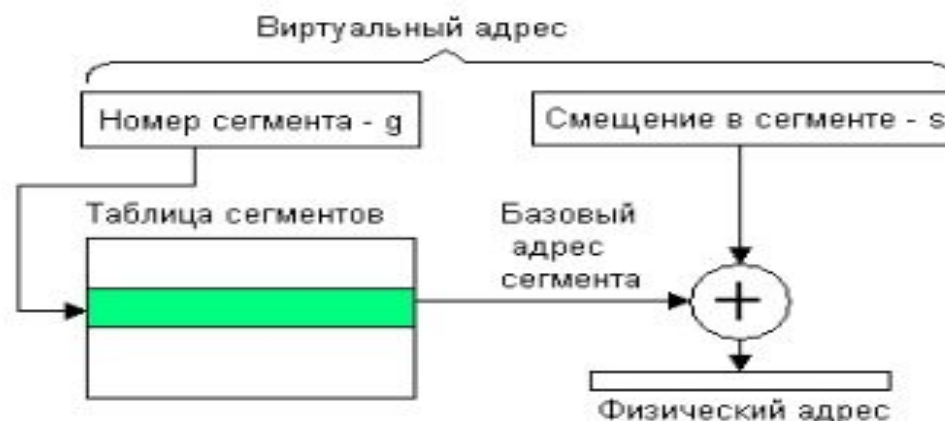 Виртуальный адрес
Номер сегмента - g
Смещение в сегменте - s
Таблица сегментов
Базовый
адрес
сегмента
+
Физический адрес